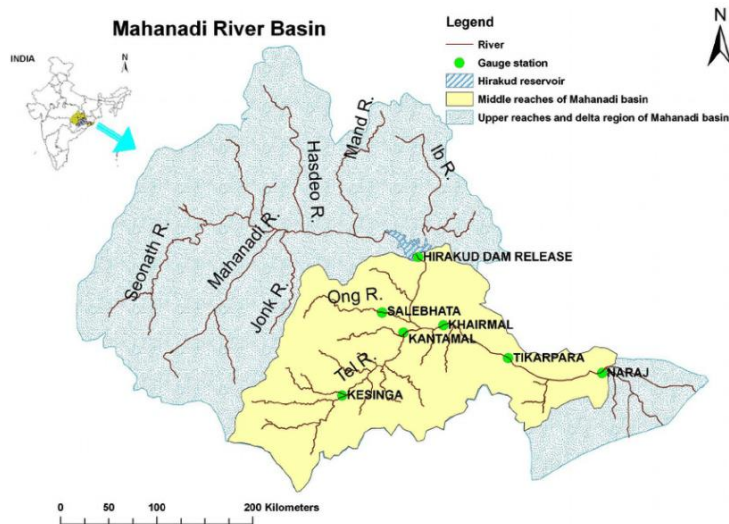 Mahanadi River Basin
INDIA
N
N
Legend
River
Gauge station
Hirakud reservoir
Middle reaches of Mahanadi basin
Upper reaches and delta region of Mahanadi basin
Seonath R.
Mahanadi R.
Hasdeo R.
Mand R.
Ib R.
Jonk R.
HIRAKUD DAM RELEASE
Ong R.
SALEBHATA
KHAIRMAL
KANTAMAL
Tel R.
TIKARPARA
NARAJ
KESINGA
0 50 100 200 Kilometers